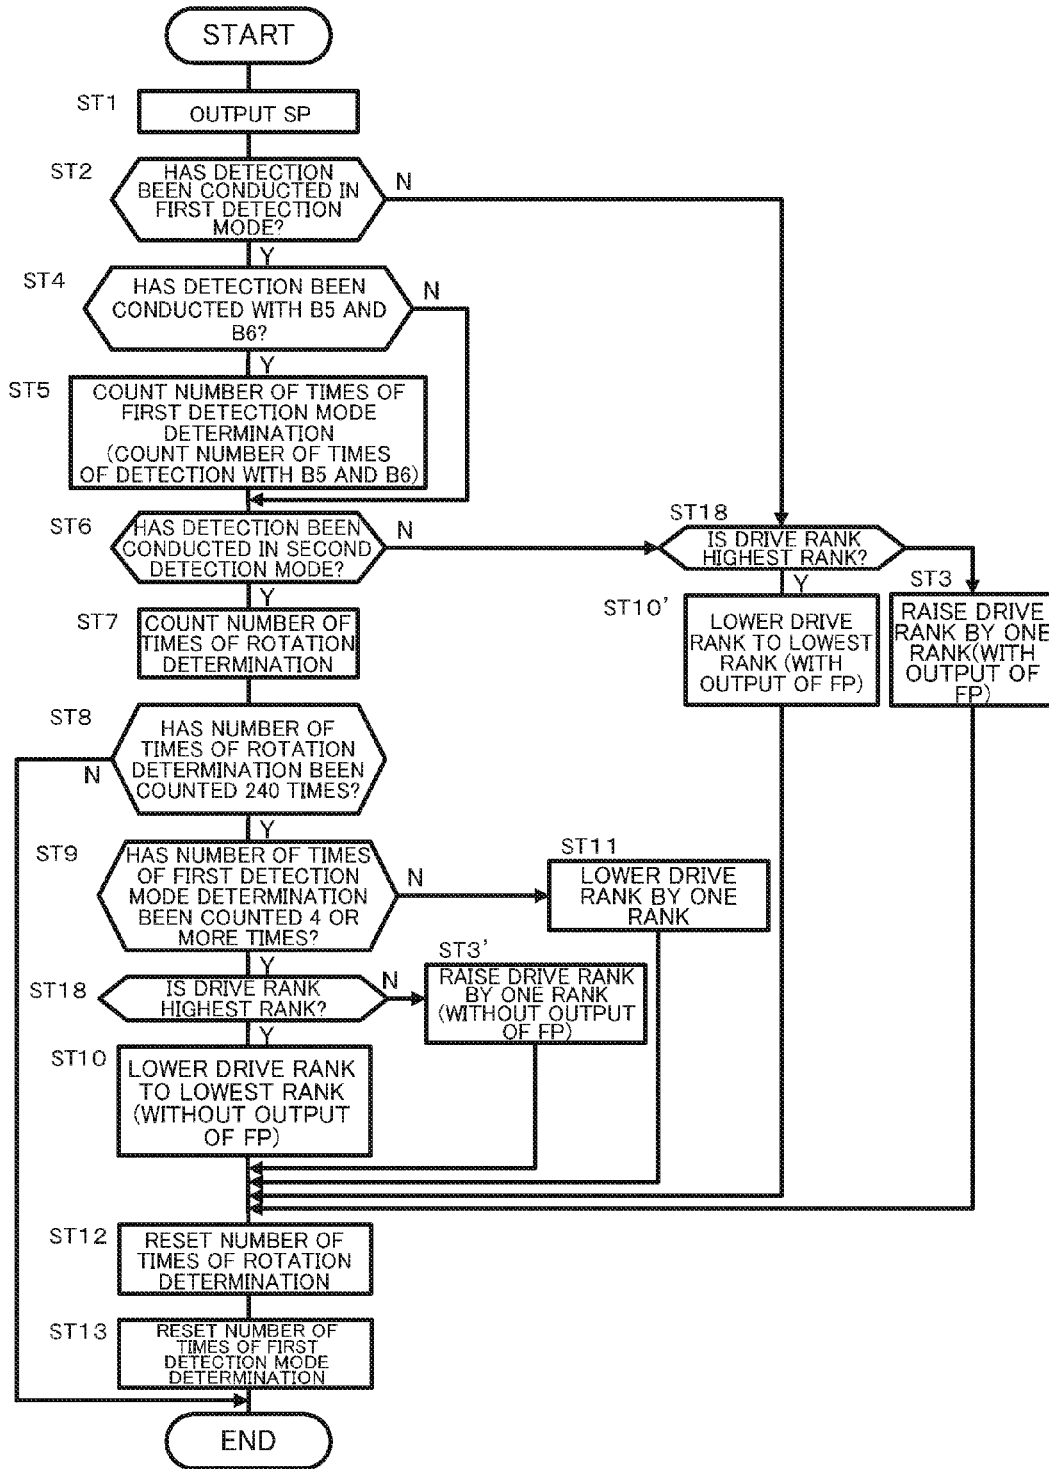 START
ST1
OUTPUT SP
ST2
HAS DETECTION
BEEN CONDUCTED IN
FIRST DETECTION
MODE?
N
Y
ST4
HAS DETECTION BEEN
CONDUCTED WITH B5 AND
B6?
N
Y
ST5
COUNT NUMBER OF TIMES OF
FIRST DETECTION MODE
DETERMINATION
(COUNT NUMBER OF TIMES
OF DETECTION WITH B5 AND B6)
ST6
HAS DETECTION BEEN
CONDUCTED IN SECOND
DETECTION MODE?
N
Y
ST18
IS DRIVE RANK
HIGHEST RANK?
Y
ST10'
LOWER DRIVE
RANK TO LOWEST
RANK (WITH
OUTPUT OF FP)
ST3
RAISE DRIVE
RANK BY ONE
RANK(WITH
OUTPUT OF
FP)
ST7
COUNT NUMBER OF
TIMES OF ROTATION
DETERMINATION
ST8
HAS NUMBER OF
TIMES OF ROTATION
DETERMINATION BEEN
COUNTED 240 TIMES?
N
Y
ST9
HAS NUMBER OF TIMES
OF FIRST DETECTION
MODE DETERMINATION
BEEN COUNTED 4 OR
MORE TIMES?
N
Y
ST11
LOWER DRIVE
RANK BY ONE
RANK
ST18
IS DRIVE RANK
HIGHEST RANK?
N
Y
ST3'
RAISE DRIVE RANK
BY ONE RANK
(WITHOUT OUTPUT
OF FP)
ST10
LOWER DRIVE RANK
TO LOWEST RANK
(WITHOUT OUTPUT
OF FP)
ST12
RESET NUMBER OF
TIMES OF ROTATION
DETERMINATION
ST13
RESET NUMBER OF
TIMES OF FIRST
DETECTION MODE
DETERMINATION
END